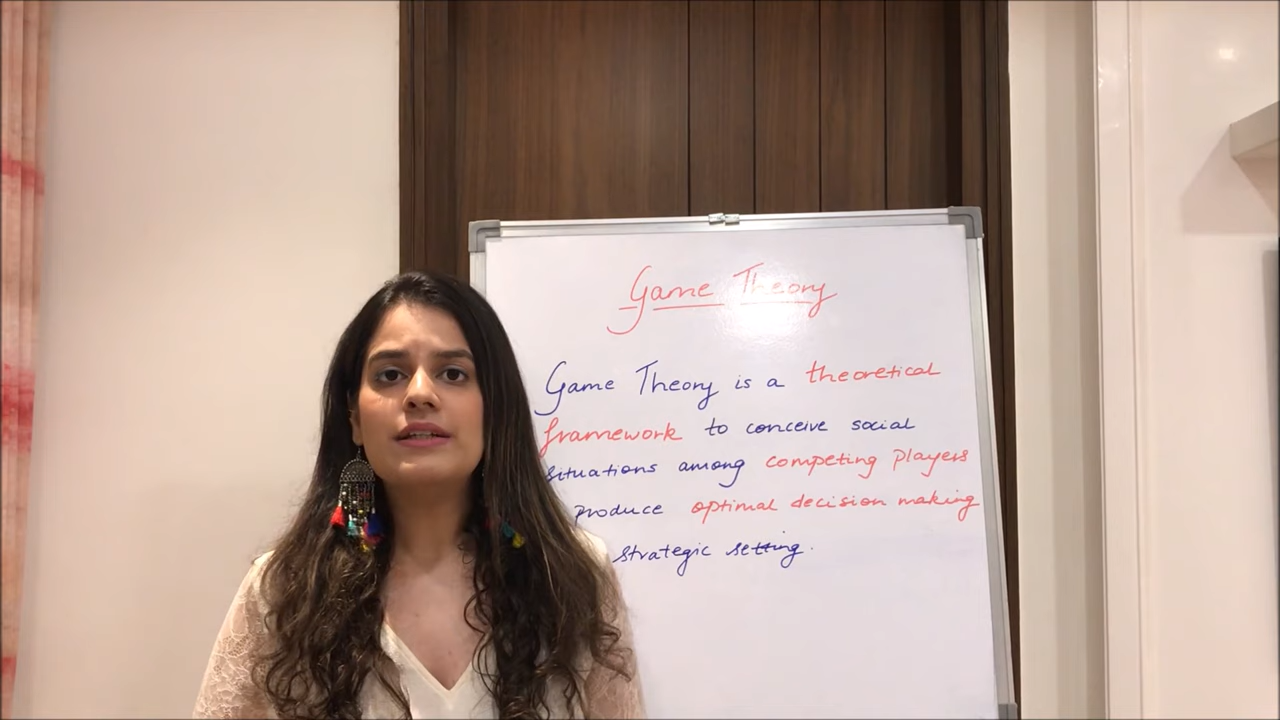 Game Theory
Game Theory is a theoretical
framework to conceive social
situations among competing players
produce optimal decision making
strategic setting.